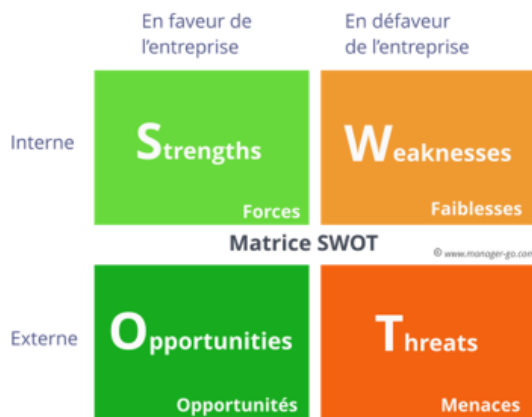 En faveur de
l'entreprise
En défaveur
de l'entreprise
Interne
Strengths
Forces
Weaknesses
Faiblesses
Matrice SWOT
© www.manager-go.com
Externe
Opportunities
Opportunités
Threats
Menaces